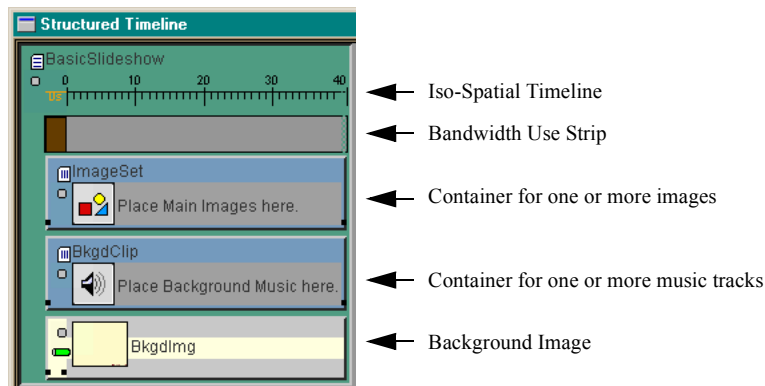 Structured Timeline
BasicSlideshow
0 10 20 30 40
Us
Iso-Spatial Timeline
Bandwidth Use Strip
ImageSet
Place Main Images here.
Container for one or more images
BkgdClip
Place Background Music here.
Container for one or more music tracks
BkgdImg
Background Image